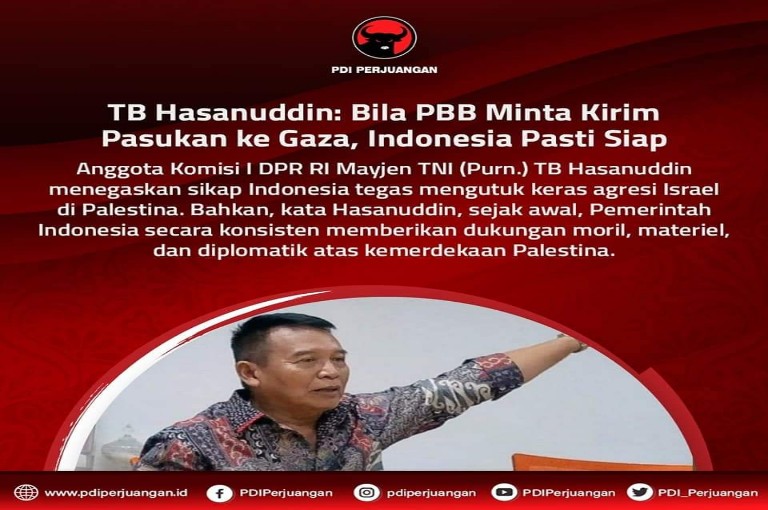 PDI PERJUANGAN
TB Hasanuddin: Bila PBB Minta Kirim
Pasukan ke Gaza, Indonesia Pasti Siap
Anggota Komisi I DPR RI Mayjen TNI (Purn.) TB Hasanuddin
menegaskan sikap Indonesia tegas mengutuk keras agresi Israel
di Palestina. Bahkan, kata Hasanuddin, sejak awal, Pemerintah
Indonesia secara konsisten memberikan dukungan moril, materiel,
dan diplomatik atas kemerdekaan Palestina.
www.pdiperjuangan.id PDIPerjuangan pdiperjuangan PDIPerjuangan PDI_Perjuangan